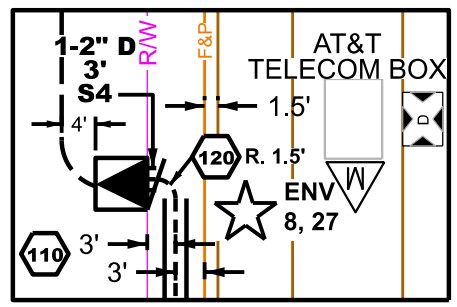 1-2" D
3'
S4
R/W
F&P
AT&T
TELECOM BOX
1.5'
D
4'
120
R. 1.5'
M
ENV
8, 27
110
3'
3'